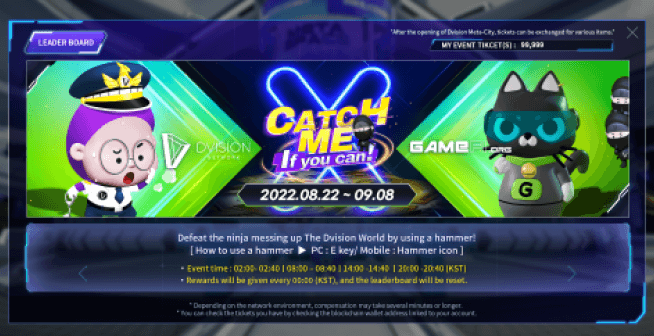 *After the opening of Dvision Meta-City, tickets can be exchanged for various items.*
LEADER BOARD
MY EVENT TIKCET(S) : 99,999
CATCH
ME
If you can!
DVISION
NETWORK
GAME
.ORG
G
2022.08.22 ~ 09.08
Defeat the ninja messing up The Dvision World by using a hammer!
[ How to use a hammer ▶ PC : E key/ Mobile : Hammer icon ]
• Event time : 02:00- 02:40 | 08:00 - 08:40 | 14:00 -14:40 | 20:00 -20:40 (KST)
• Rewards will be given every 00:00 (KST), and the leaderboard will be reset.
* Depending on the network environment, compensation may take several minutes or longer.
* You can check the tickets you have by checking the blockchain wallet address linked to your account.